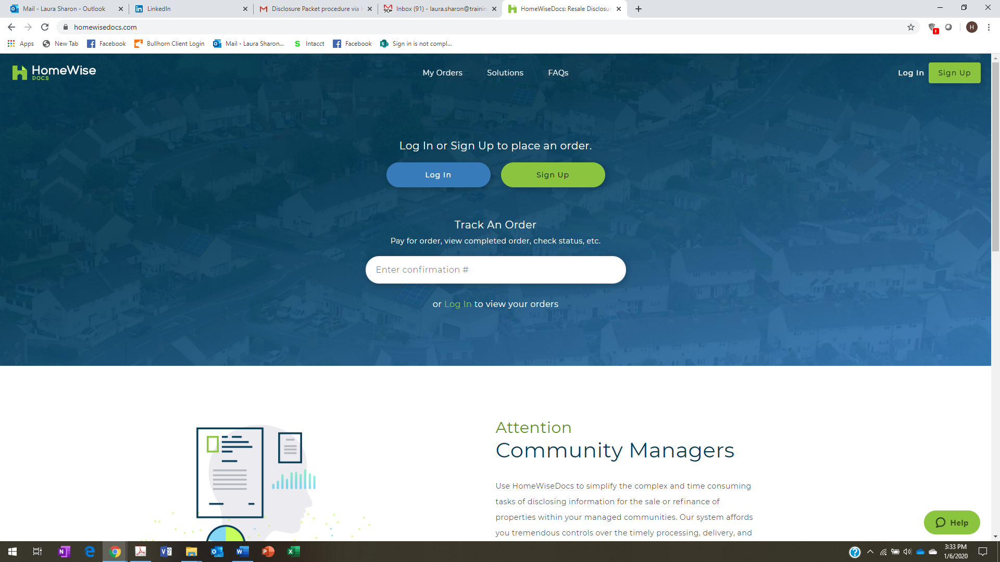 Mail - Laura Sharon - Outlook
LinkedIn
Disclosure Packet procedure via
90+
Inbox (91) - laura.sharon@trainin
HomeWiseDocs: Resale Disclosur
homewisedocs.com
H
Apps
New Tab
Facebook
Bullhorn Client Login
Mail - Laura Sharon...
S Intacct
Facebook
Sign in is not compl...
HomeWise
DOCS
My Orders
Solutions
FAQs
Log In
Sign Up
Log In or Sign Up to place an order.
Log In
Sign Up
Track An Order
Pay for order, view completed order, check status, etc.
Enter confirmation #
or Log In to view your orders
Attention
Community Managers
Use HomeWiseDocs to simplify the complex and time consuming
tasks of disclosing information for the sale or refinance of
properties within your managed communities. Our system affords
you tremendous controls over the timely processing, delivery, and
Help
3:33 PM
1/6/2020